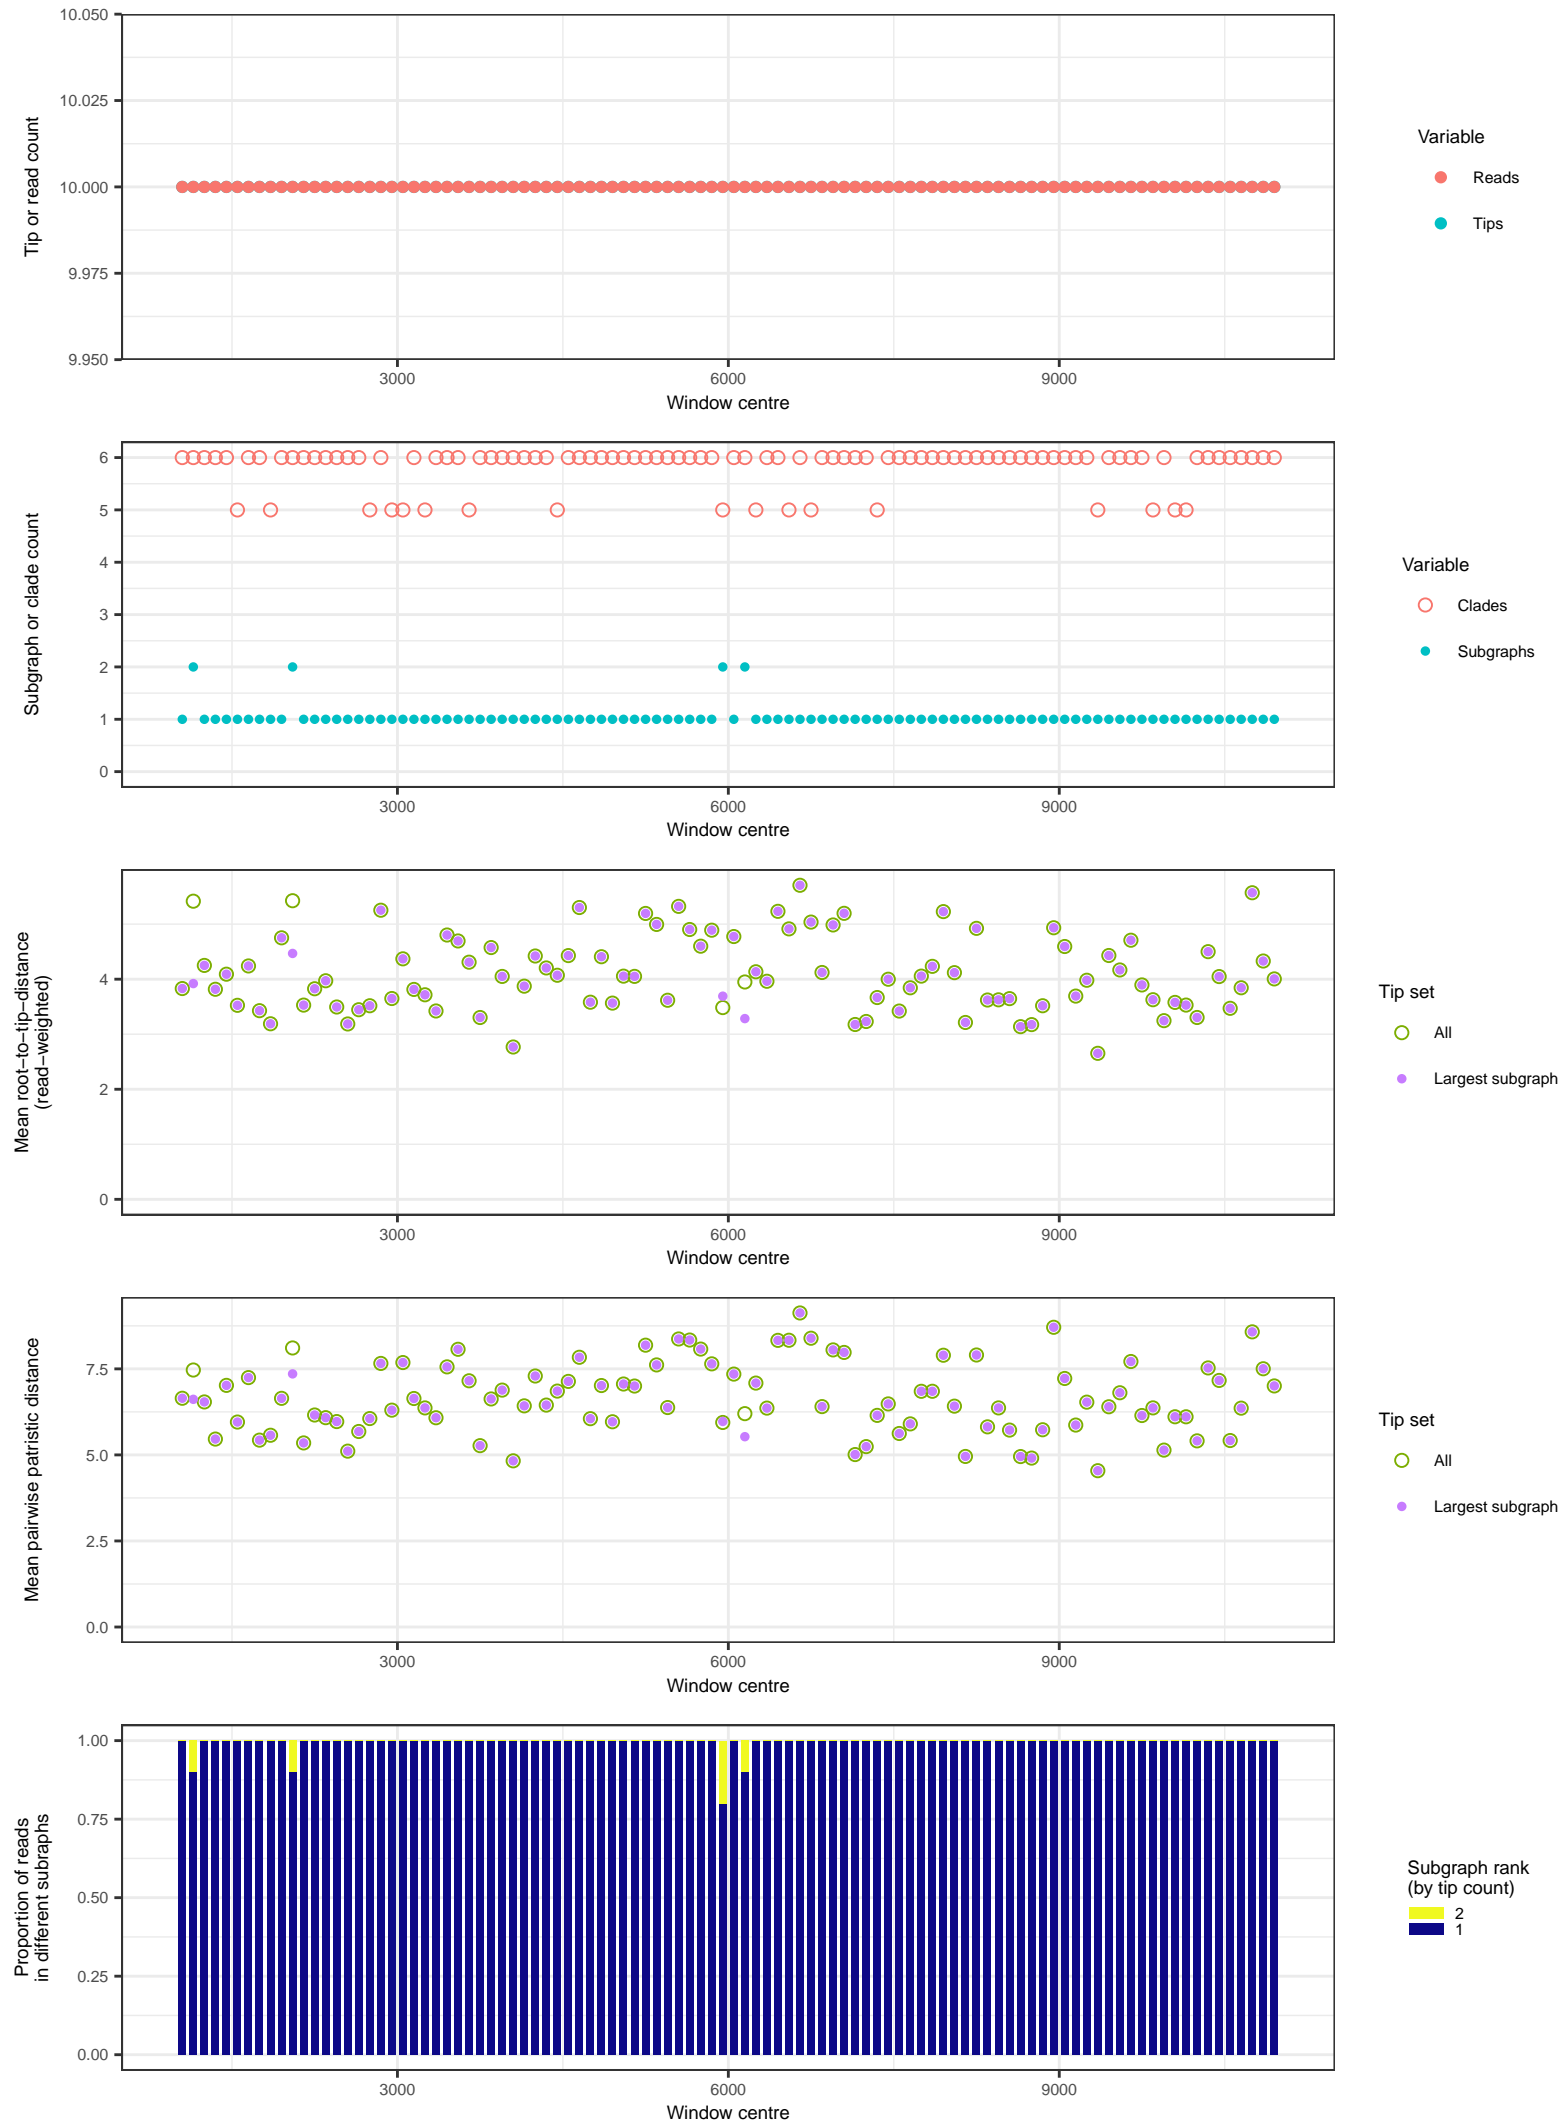 10.050
10.025
10.000
9.975
9.950
Tip or read count
3000 6000 9000
Window centre
Variable
Reads
Tips
6
5
4
3
2
1
0
Subgraph or clade count
3000 6000 9000
Window centre
Variable
Clades
Subgraphs
4
2
0
Mean root−to−tip−distance
(read−weighted)
3000 6000 9000
Window centre
Tip set
All
Largest subgraph
7.5
5.0
2.5
0.0
Mean pairwise patristic distance
3000 6000 9000
Window centre
Tip set
All
Largest subgraph
1.00
0.75
0.50
0.25
0.00
Proportion of reads
in different subraphs
3000 6000 9000
Window centre
Subgraph rank
(by tip count)
2
1